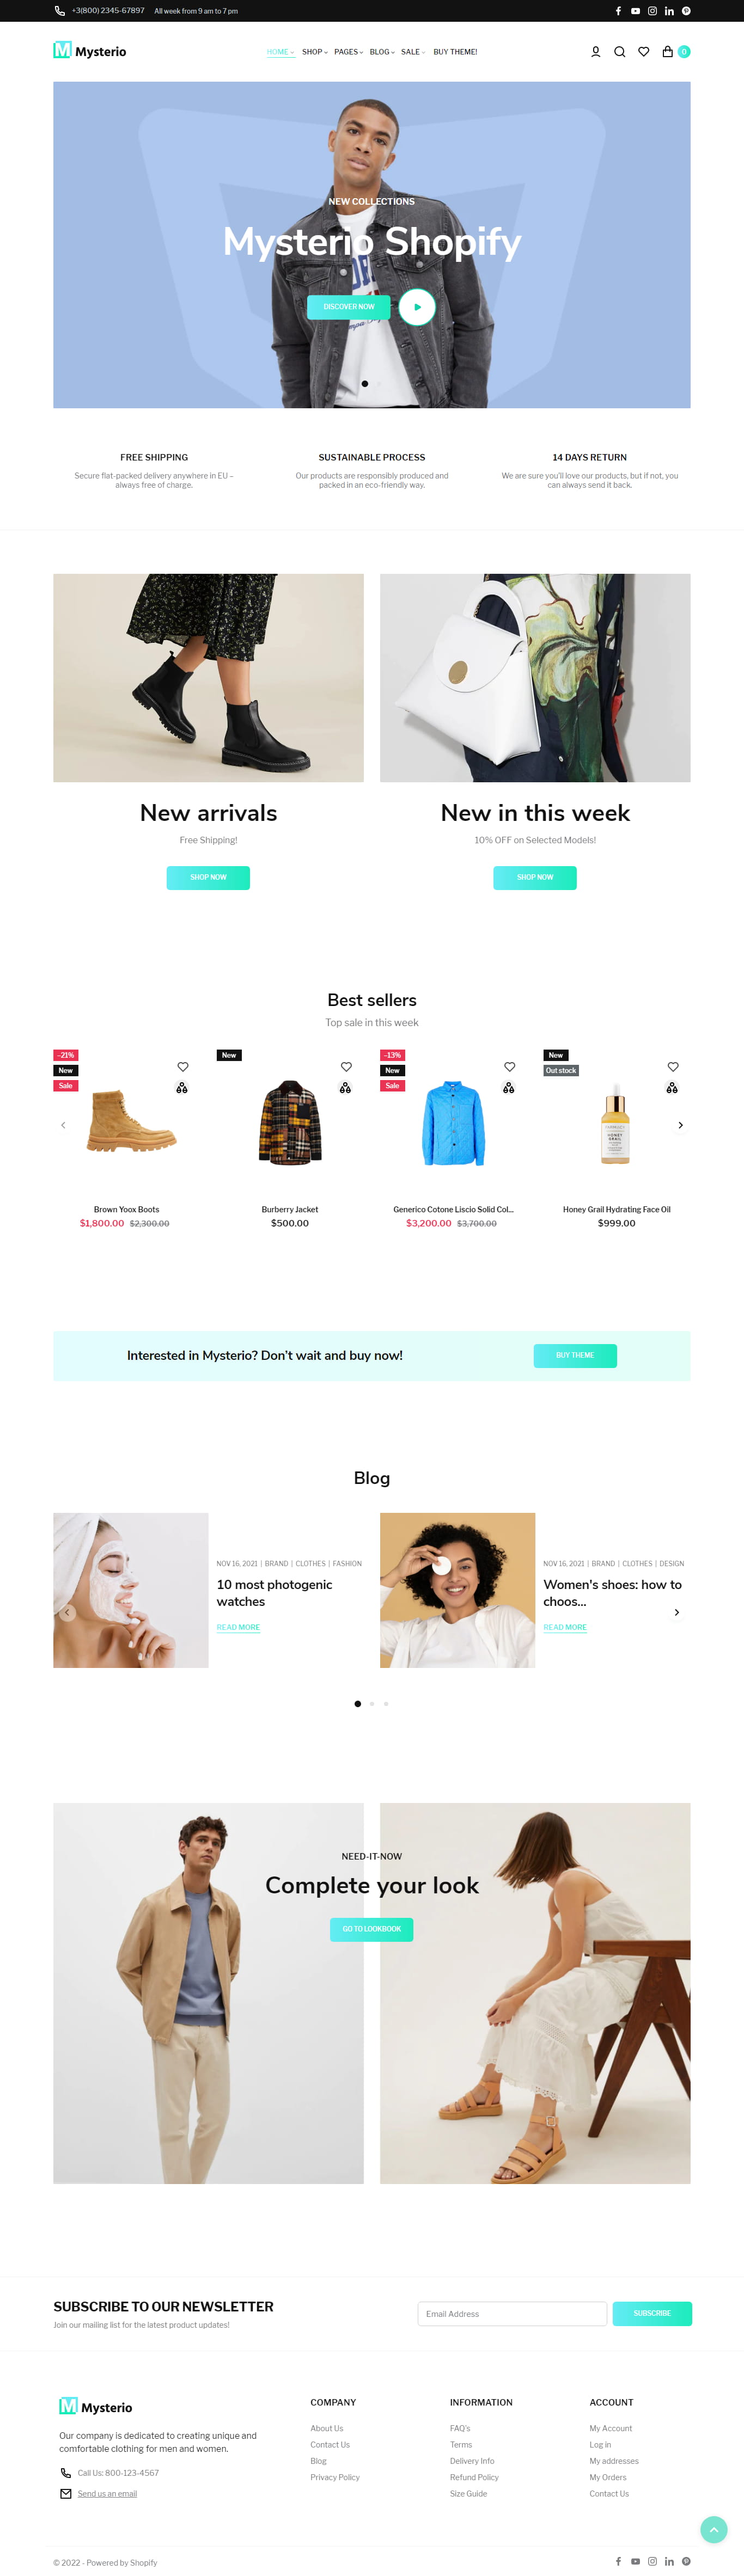 +3(800) 2345-67897 All week from 9 am to 7 pm
Mysterio
HOME SHOP PAGES BLOG SALE BUY THEME!
0
NEW COLLECTIONS
Mysterio Shopify
DISCOVER NOW
FREE SHIPPING
Secure flat-packed delivery anywhere in EU –
always free of charge.
SUSTAINABLE PROCESS
Our products are responsibly produced and
packed in an eco-friendly way.
14 DAYS RETURN
We are sure you'll love our products, but if not, you
can always send it back.
New arrivals
Free Shipping!
SHOP NOW
New in this week
10% OFF on Selected Models!
SHOP NOW
Best sellers
Top sale in this week
-21%
New
Sale
Brown Yoox Boots
$1,800.00 $2,300.00
New
Burberry Jacket
$500.00
-13%
New
Sale
Generico Cotone Liscio Solid Col...
$3,200.00 $3,700.00
New
Out stock
FARMACY
HONEY
GRAIL
Honey Grail Hydrating Face Oil
$999.00
Interested in Mysterio? Don't wait and buy now!
BUY THEME
Blog
NOV 16, 2021 | BRAND | CLOTHES | FASHION
10 most photogenic
watches
READ MORE
NOV 16, 2021 | BRAND | CLOTHES | DESIGN
Women's shoes: how to
choos...
READ MORE
NEED-IT-NOW
Complete your look
GO TO LOOKBOOK
SUBSCRIBE TO OUR NEWSLETTER
Join our mailing list for the latest product updates!
Email Address
SUBSCRIBE
Mysterio
Our company is dedicated to creating unique and
comfortable clothing for men and women.
Call Us: 800-123-4567
Send us an email
COMPANY
About Us
Contact Us
Blog
Privacy Policy
INFORMATION
FAQ's
Terms
Delivery Info
Refund Policy
Size Guide
ACCOUNT
My Account
Log in
My addresses
My Orders
Contact Us
© 2022 - Powered by Shopify